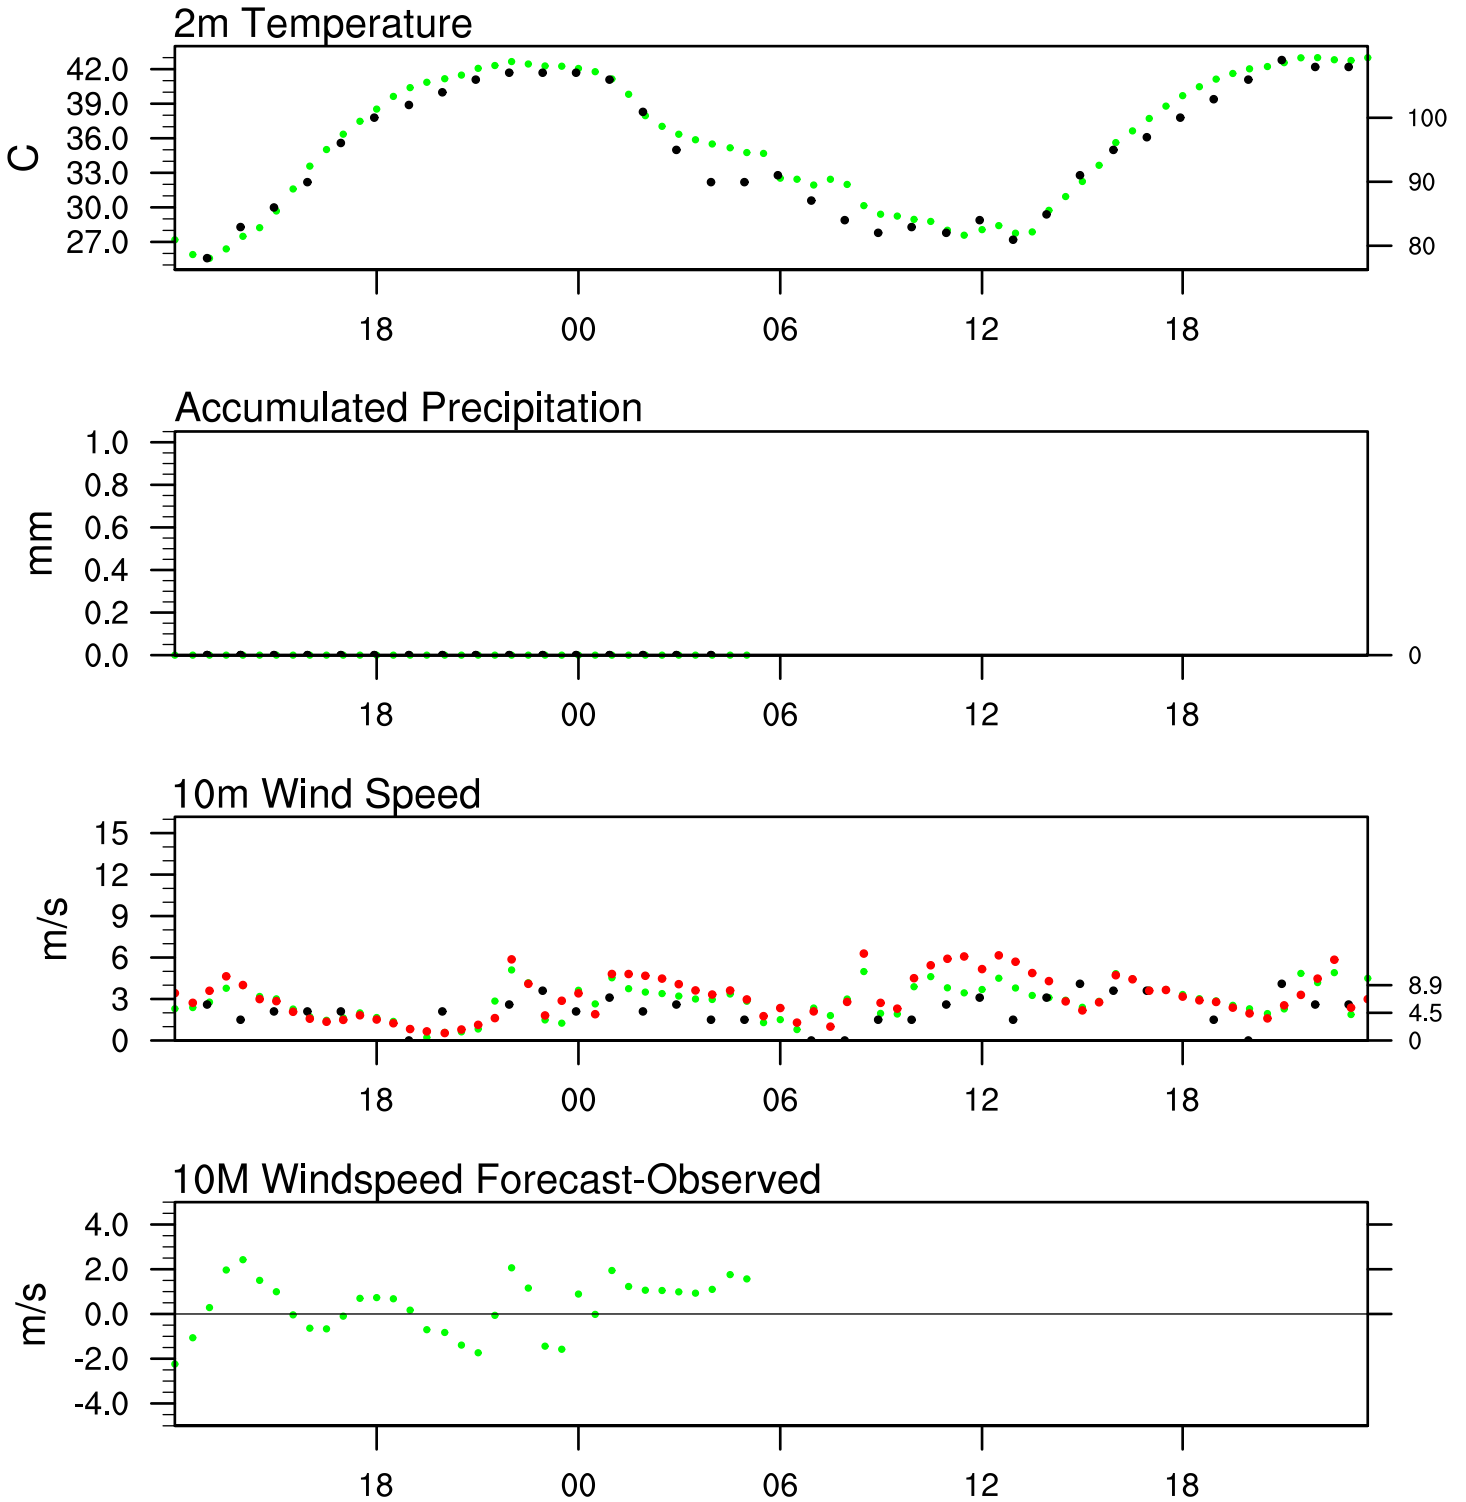 2m Temperature
C
42.0
39.0
36.0
33.0
30.0
27.0
100
90
80
18 00 06 12 18
Accumulated Precipitation
mm
1.0
0.8
0.6
0.4
0.2
0.0
0
18 00 06 12 18
10m Wind Speed
m/s
15
12
9
6
3
0
8.9
4.5
0
18 00 06 12 18
10M Windspeed Forecast-Observed
m/s
4.0
2.0
0.0
-2.0
-4.0
18 00 06 12 18